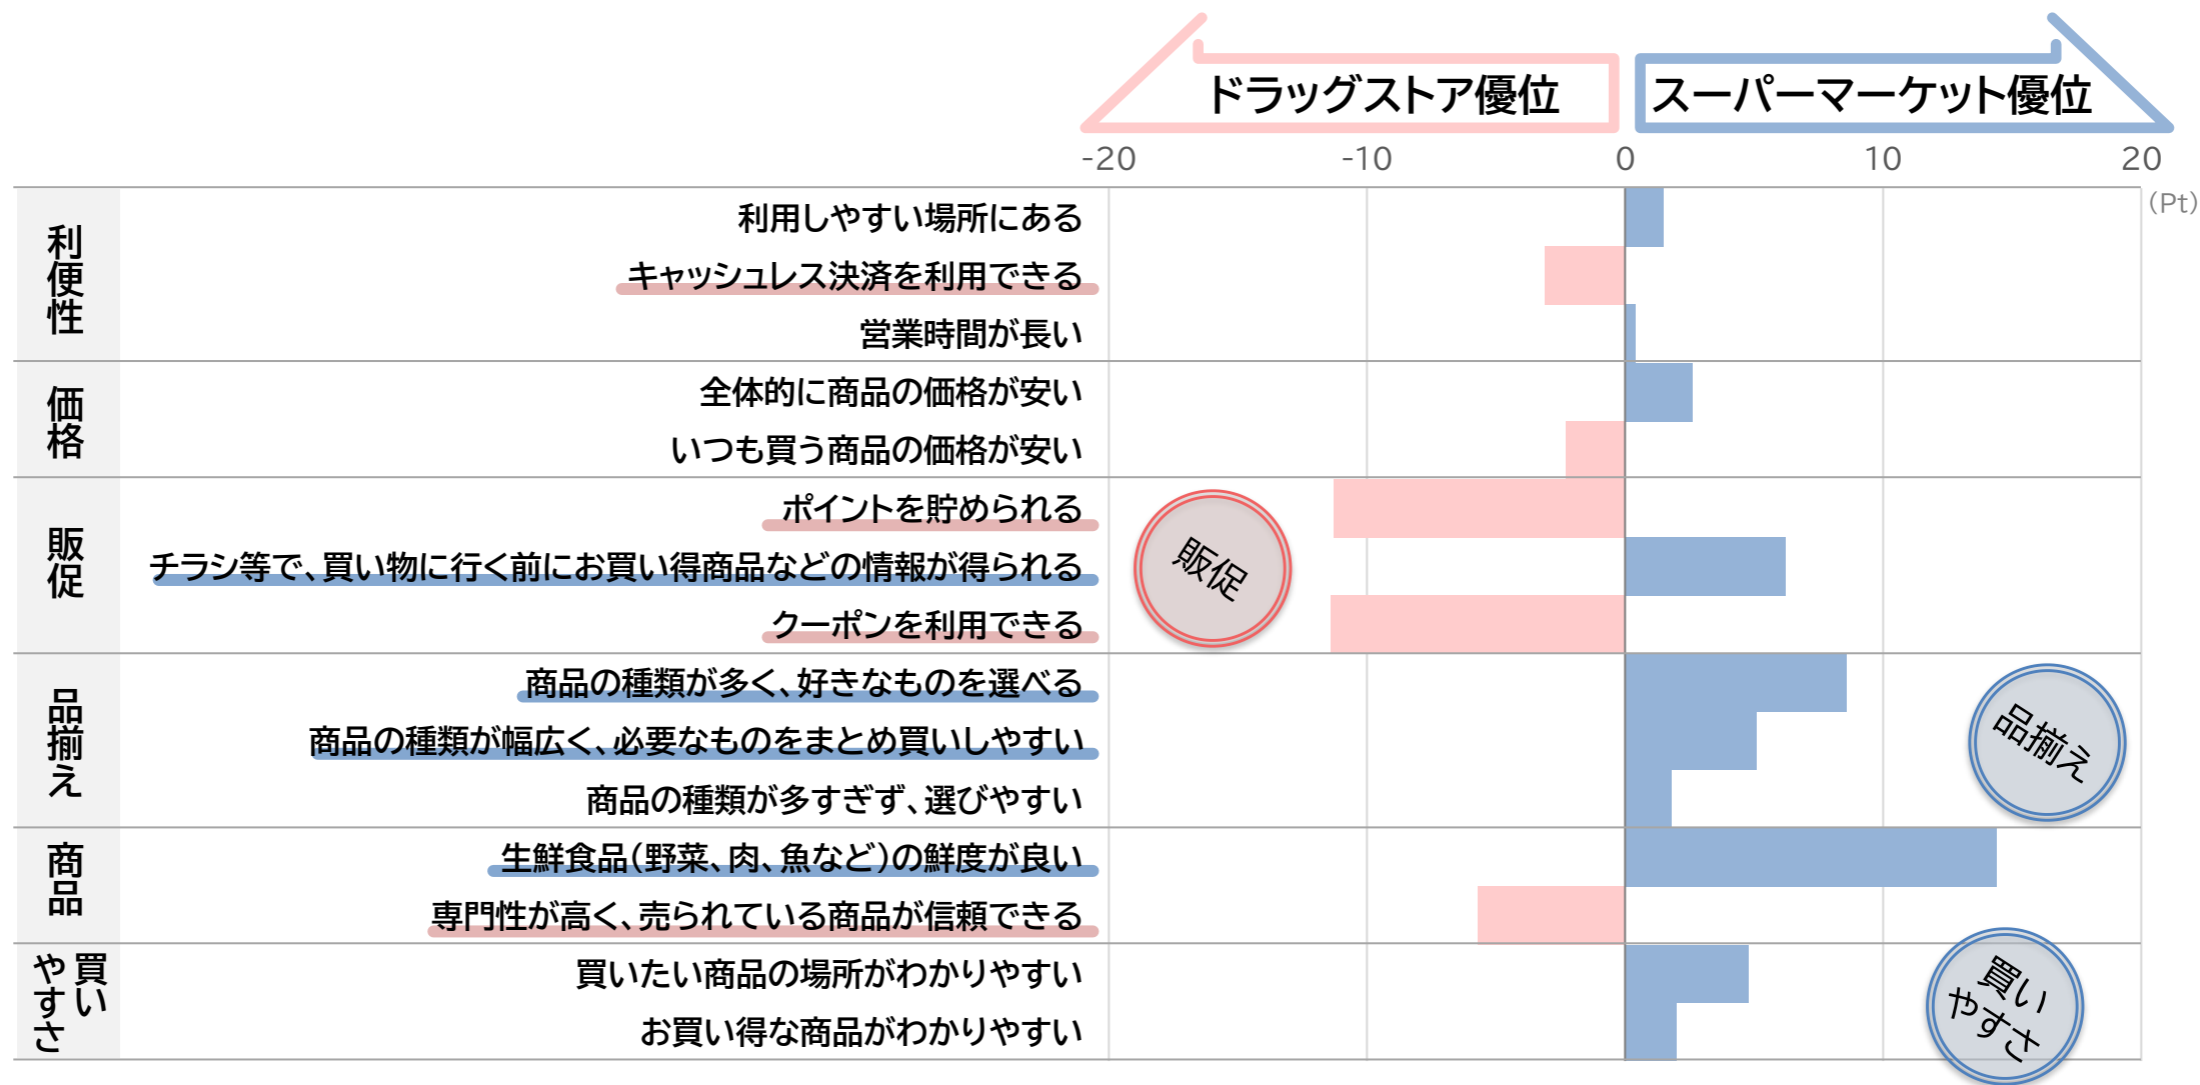 ドラッグストア優位
スーパーマーケット優位
-20
-10
0
10
20
(Pt)
利便性
利用しやすい場所にある
キャッシュレス決済を利用できる
営業時間が長い
価格
全体的に商品の価格が安い
いつも買う商品の価格が安い
販促
ポイントを貯められる
チラシ等で、買い物に行く前にお買い得商品などの情報が得られる
クーポンを利用できる
販促
品揃え
商品の種類が多く、好きなものを選べる
商品の種類が幅広く、必要なものをまとめ買いしやすい
商品の種類が多すぎず、選びやすい
品揃え
商品
生鮮食品(野菜、肉、魚など)の鮮度が良い
専門性が高く、売られている商品が信頼できる
買い
やすさ
買いたい商品の場所がわかりやすい
お買い得な商品がわかりやすい
買い
やすさ